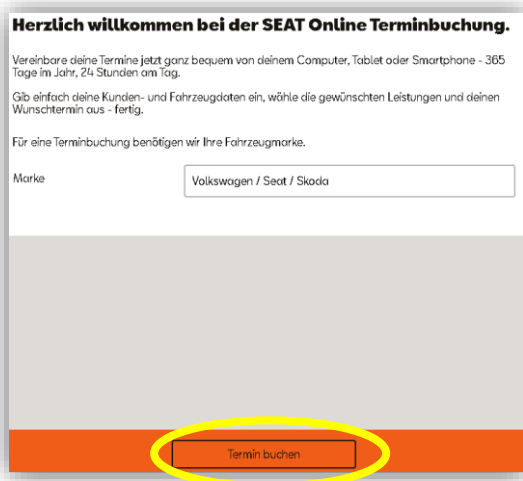 Herzlich willkommen bei der SEAT Online Terminbuchung.
Vereinbare deine Termine jetzt ganz bequem von deinem Computer, Tablet oder Smartphone - 365
Tage im Jahr, 24 Stunden am Tag.
Gib einfach deine Kunden- und Fahrzeugdaten ein, wähle die gewünschten Leistungen und deinen
Wunschtermin aus - fertig.
Für eine Terminbuchung benötigen wir Ihre Fahrzeugmarke.
Marke
Volkswagen / Seat / Skoda
Termin buchen